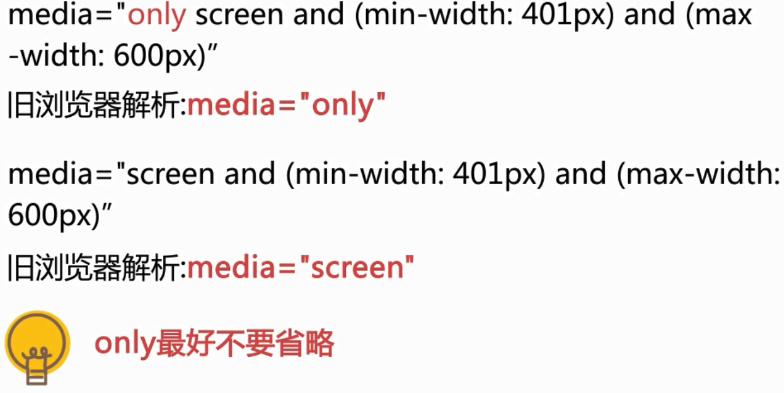 media="only screen and (min-width: 401px) and (max
-width: 600px)”
旧浏览器解析:media="only"
media="screen and (min-width: 401px) and (max-width:
600px)”
旧浏览器解析:media="screen"
only最好不要省略